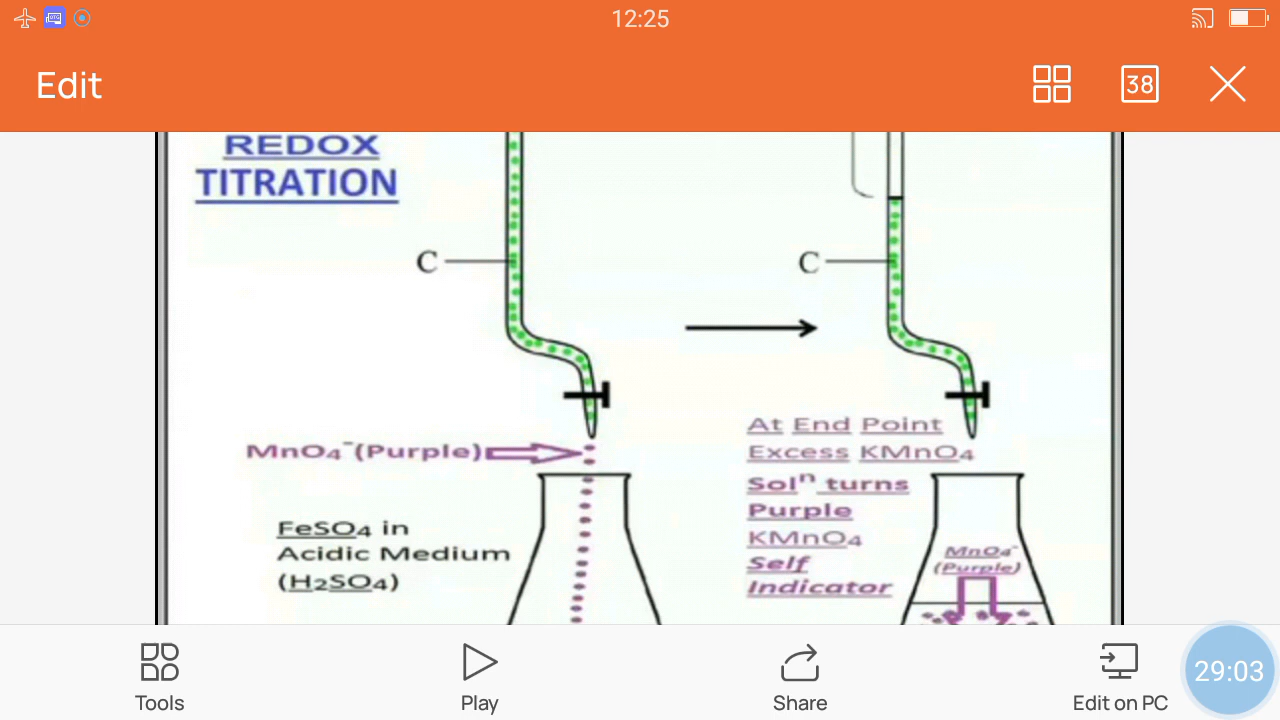 12:25
Edit
38
REDOX
TITRATION
C
C
MnO₄⁻(Purple)
FeSO₄ in
Acidic Medium
(H₂SO₄)
At End Point
Excess KMnO₄
Solⁿ turns
Purple
KMnO₄
Self
Indicator
MnO₄⁻
(Purple)
Tools
Play
Share
Edit on PC
29:03